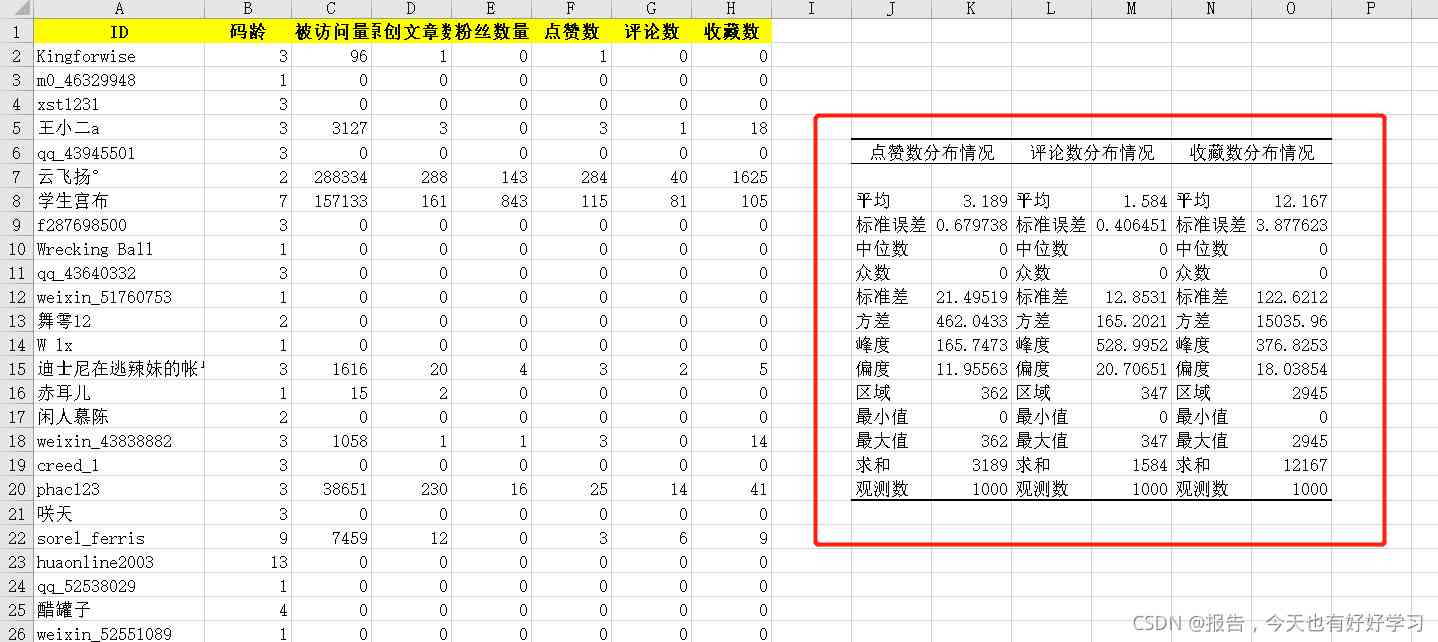 A B C D E F G H I J K L M N O P
1 ID 码龄 被访问量 原创文章数 粉丝数量 点赞数 评论数 收藏数
2 Kingforwise 3 96 1 0 1 0 0
3 m0_46329948 1 0 0 0 0 0 0
4 xst1231 3 0 0 0 0 0 0
5 王小二a 3 3127 3 0 3 1 18
6 qq_43945501 3 0 0 0 0 0 0 点赞数分布情况 评论数分布情况 收藏数分布情况
7 云飞扬° 2 288334 288 143 284 40 1625
8 学生宫布 7 157133 161 843 115 81 105 平均 3.189 平均 1.584 平均 12.167
9 f287698500 3 0 0 0 0 0 0 标准误差 0.679738 标准误差 0.406451 标准误差 3.877623
10 Wrecking Ball 1 0 0 0 0 0 0 中位数 0 中位数 0 中位数 0
11 qq_43640332 3 0 0 0 0 0 0 众数 0 众数 0 众数 0
12 weixin_51760753 1 0 0 0 0 0 0 标准差 21.49519 标准差 12.8531 标准差 122.6212
13 舞雩12 2 0 0 0 0 0 0 方差 462.0433 方差 165.2021 方差 15035.96
14 W lx 1 0 0 0 0 0 0 峰度 165.7473 峰度 528.9952 峰度 376.8253
15 迪士尼在逃辣妹的帐 3 1616 20 4 3 2 5 偏度 11.95563 偏度 20.70651 偏度 18.03854
16 赤耳儿 1 15 2 0 0 0 0 区域 362 区域 347 区域 2945
17 闲人慕陈 2 0 0 0 0 0 0 最小值 0 最小值 0 最小值 0
18 weixin_43838882 3 1058 1 1 3 0 14 最大值 362 最大值 347 最大值 2945
19 creed_1 3 0 0 0 0 0 0 求和 3189 求和 1584 求和 12167
20 phac123 3 38651 230 16 25 14 41 观测数 1000 观测数 1000 观测数 1000
21 咲天 3 0 0 0 0 0 0
22 sorel_ferris 9 7459 12 0 3 6 9
23 huaonline2003 13 0 0 0 0 0 0
24 qq_52538029 1 0 0 0 0 0 0
25 醋罐子 4 0 0 0 0 0 0
26 weixin_52551089 1 0 0 0 0 0 0
CSDN @报告，今天也有好好学习